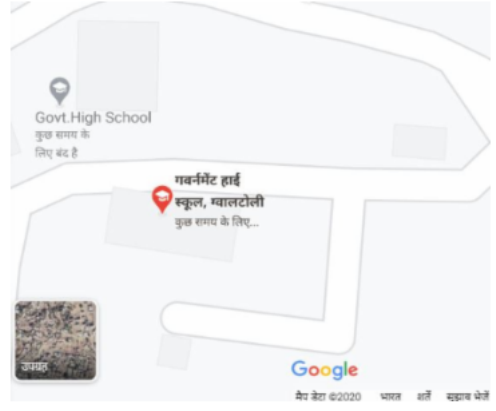 Govt.High School
कुछ समय के
लिए बंद है
गवर्नमेंट हाई
स्कूल, ग्वालटोली
कुछ समय के लिए...
उपग्रह
Google
मैप डेटा ©2020 भारत शर्तें सुझाव भेजें